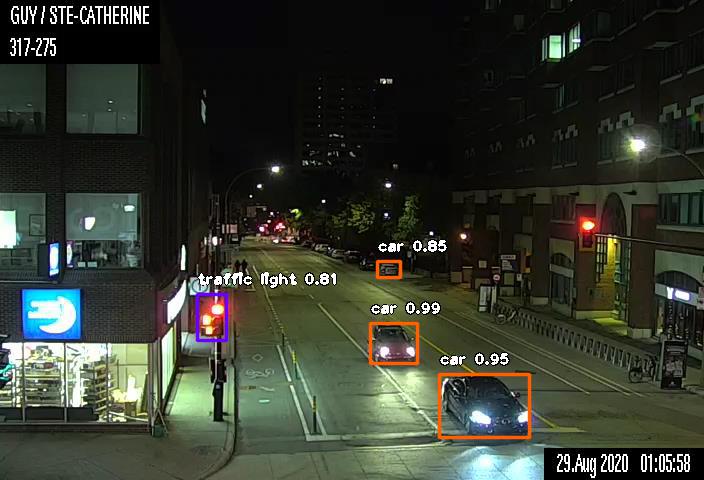 GUY / STE-CATHERINE
317-275
car 0.85
traffic light 0.81
car 0.99
car 0.95
29.Aug 2020 01:05:58